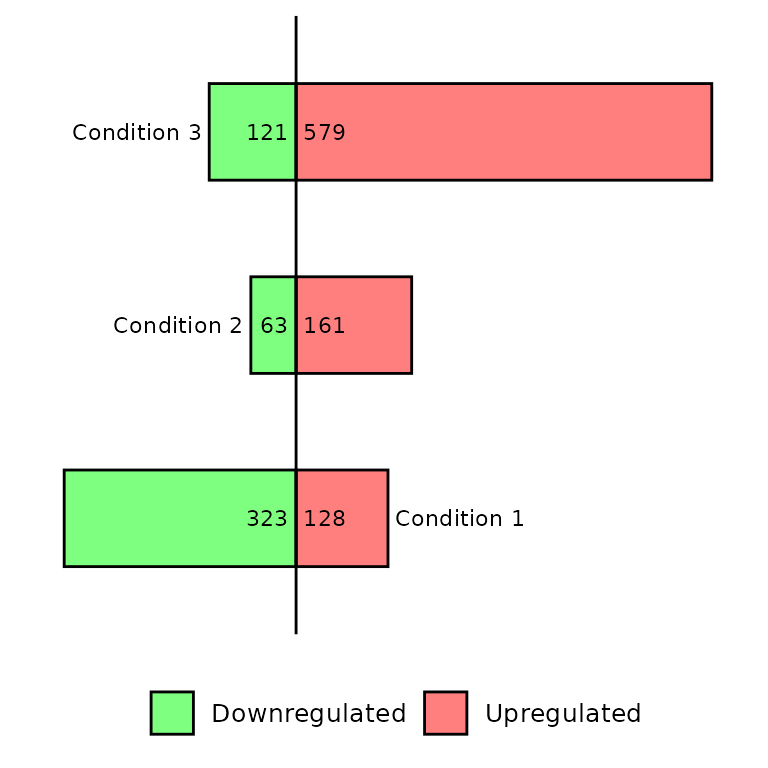 Condition 3 121 579
Condition 2 63 161
323 128 Condition 1
Downregulated Upregulated